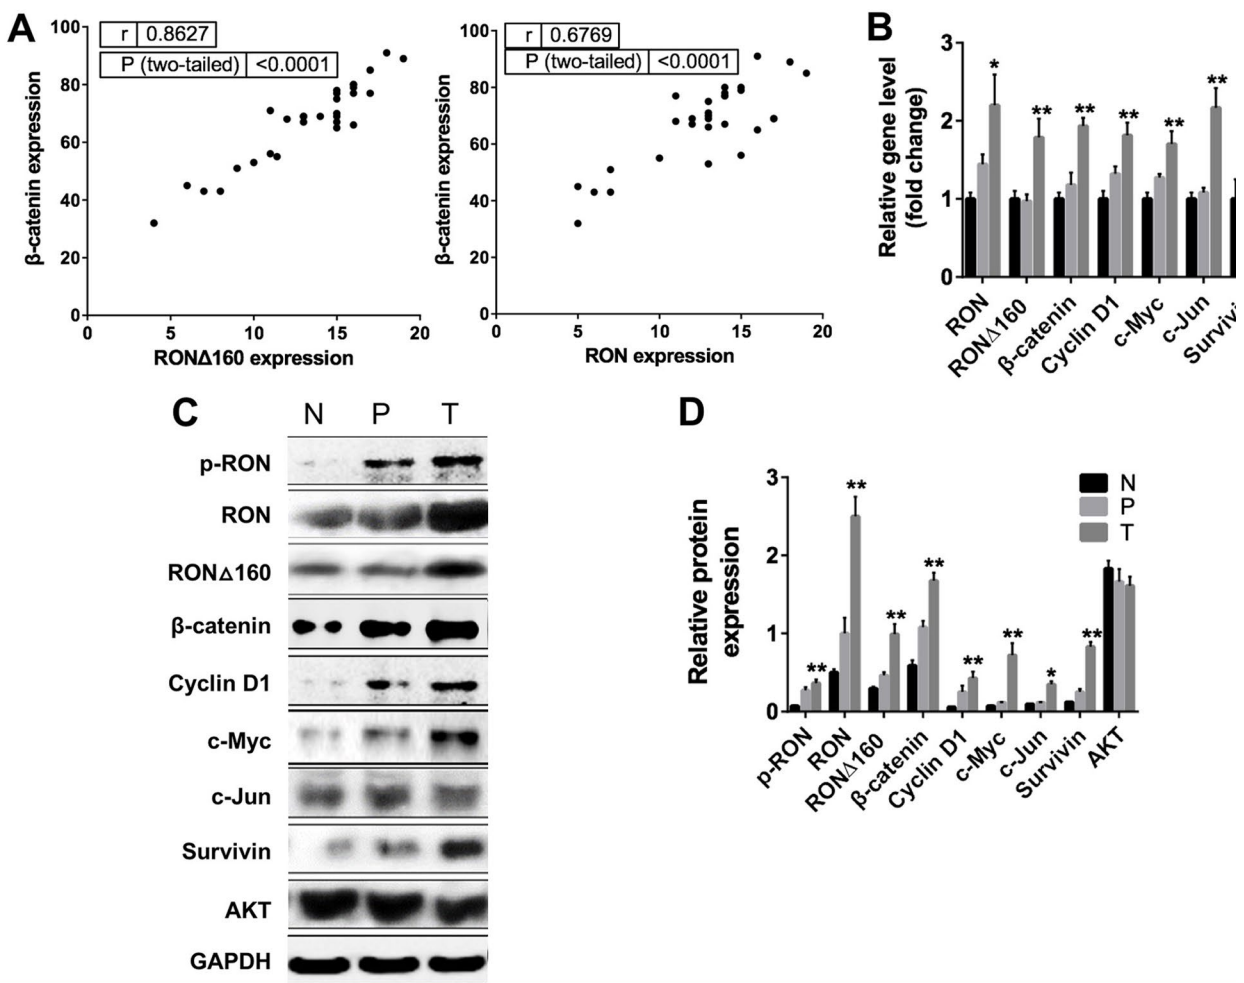 A
r 0.8627
P (two-tailed) <0.0001
β-catenin expression
100
80
60
40
20
0
0 5 10 15 20
RONΔ160 expression
r 0.6769
P (two-tailed) <0.0001
β-catenin expression
100
80
60
40
20
0
0 5 10 15 20
RON expression
B
Relative gene level
(fold change)
3
2
1
0
* ** ** ** ** **
RON
RONΔ160
β-catenin
Cyclin D1
c-Myc
c-Jun
Survivi
C
N P T
p-RON
RON
RONΔ160
β-catenin
Cyclin D1
c-Myc
c-Jun
Survivin
AKT
GAPDH
D
Relative protein
expression
3
2
1
0
** ** ** ** ** ** * **
N
P
T
p-RON
RON
RONΔ160
β-catenin
Cyclin D1
c-Myc
c-Jun
Survivin
AKT